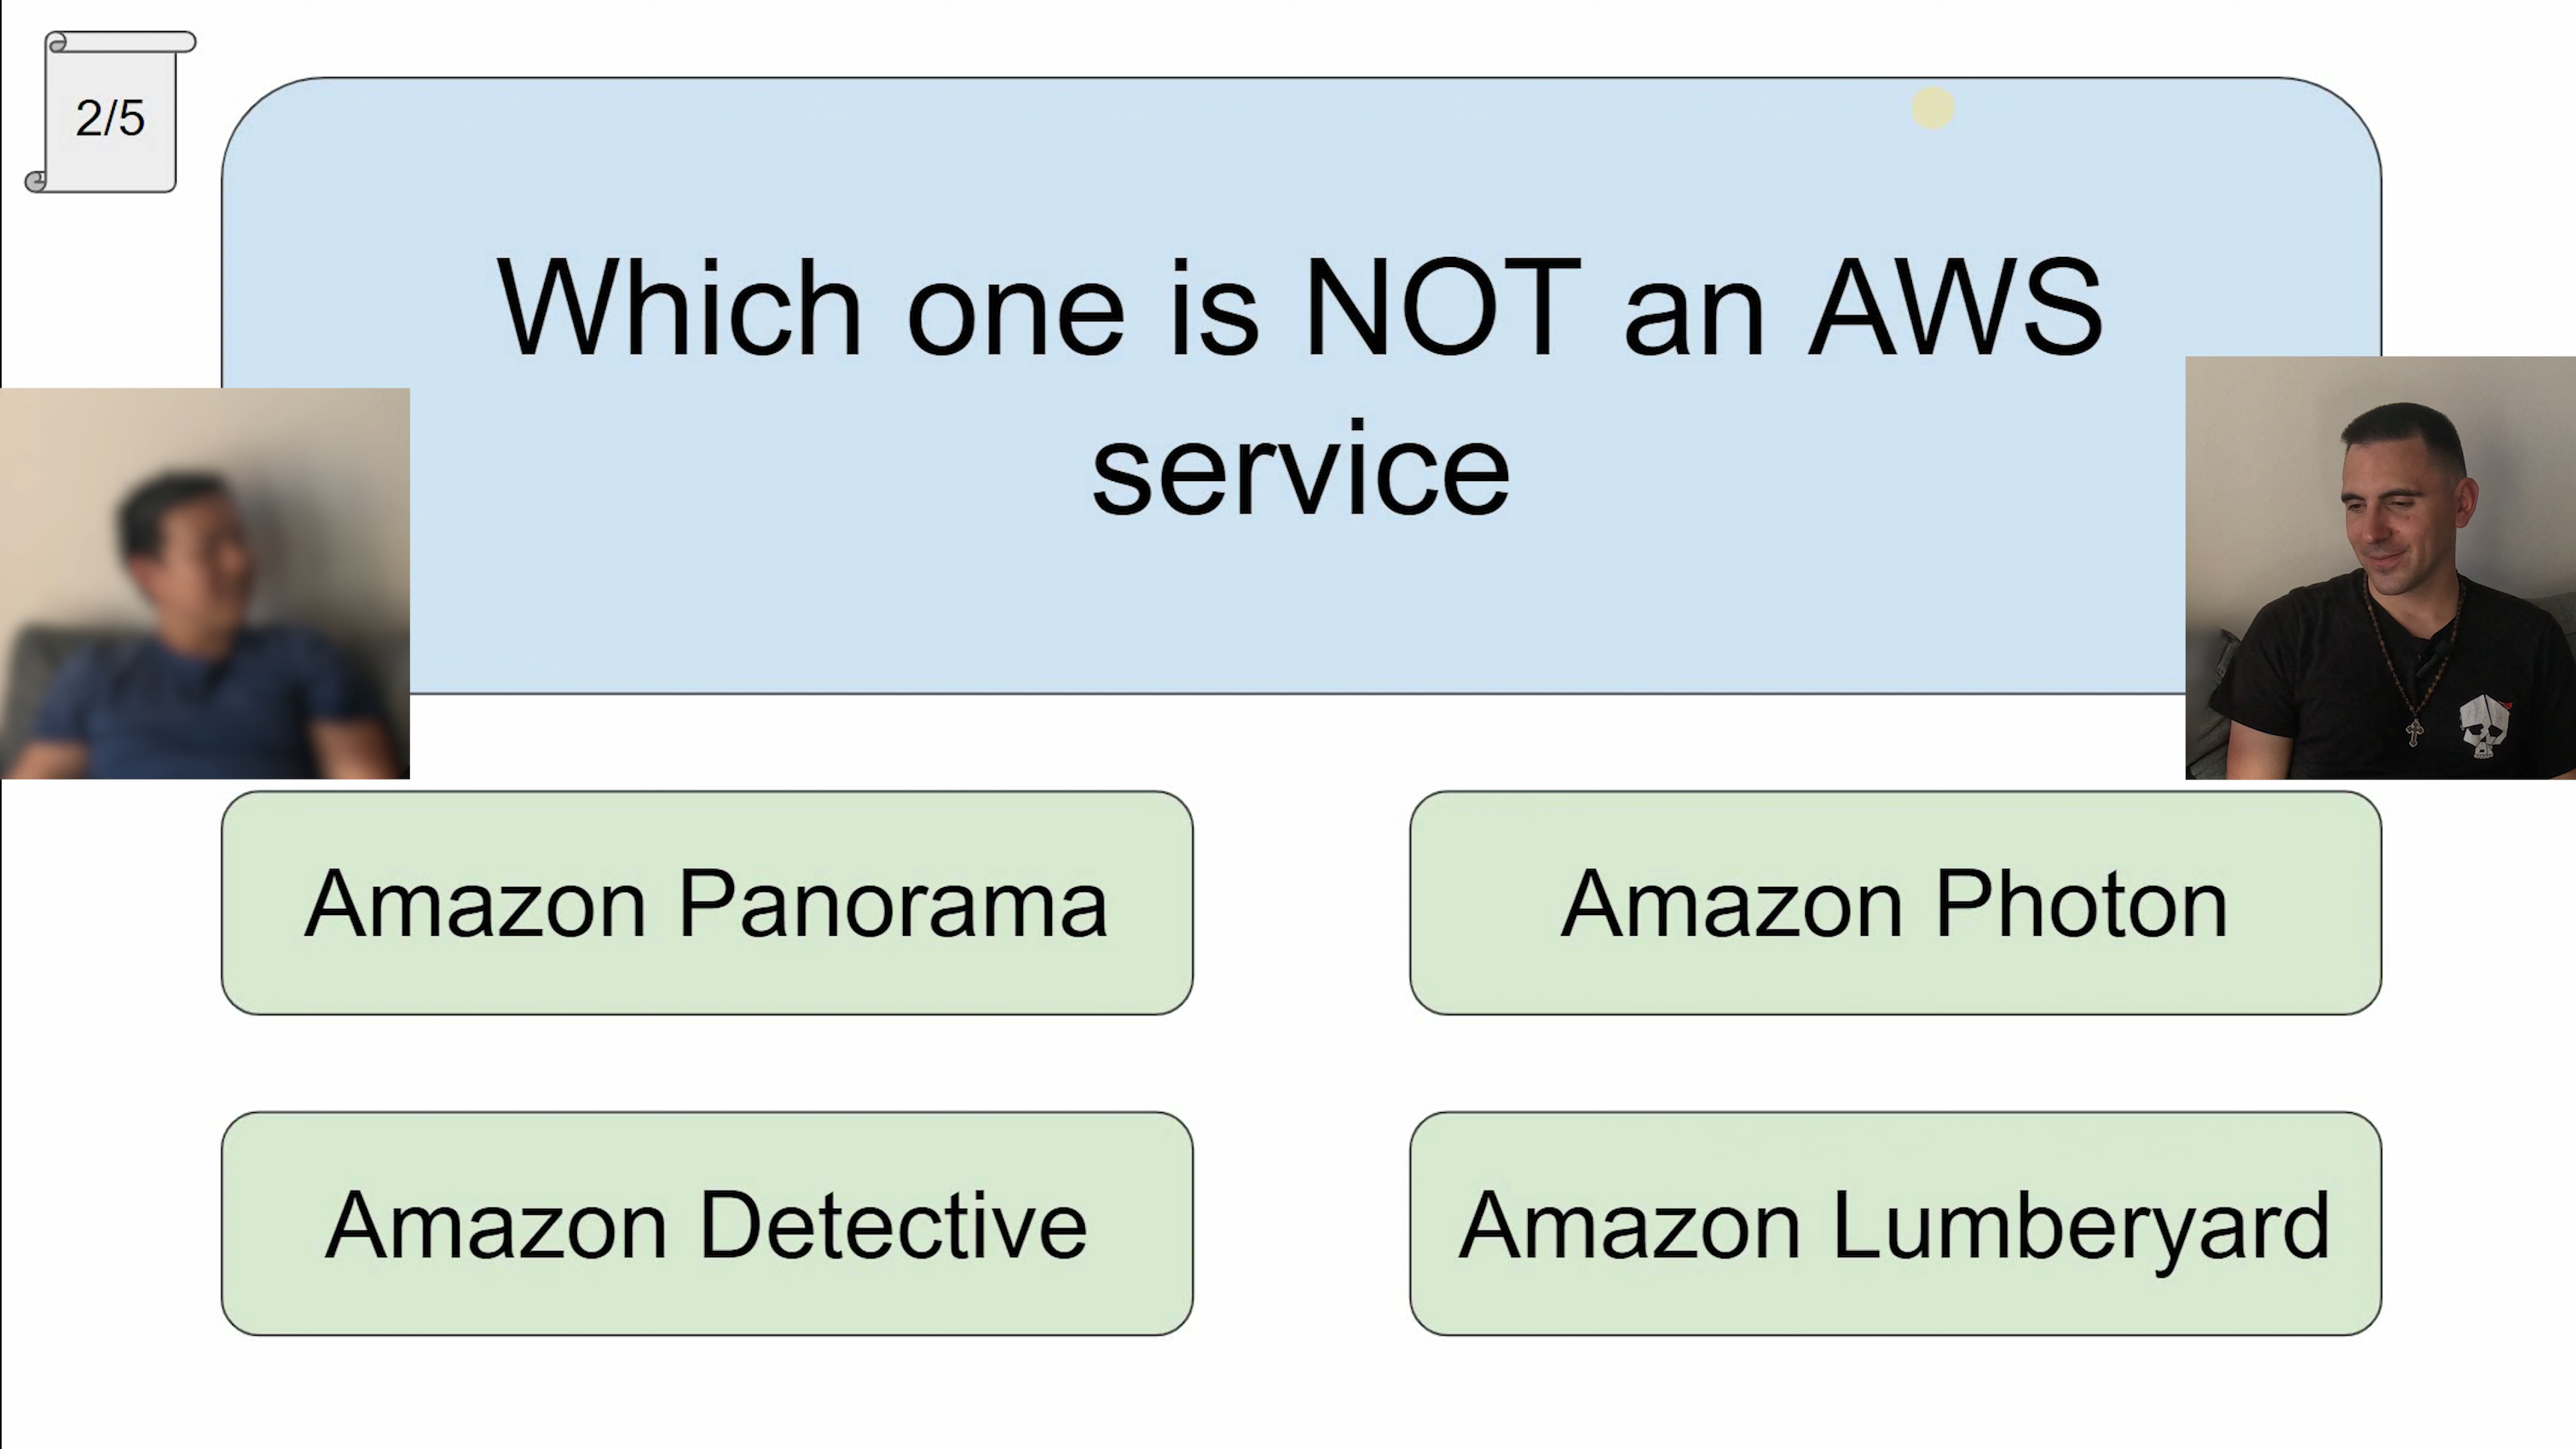 2/5
Which one is NOT an AWS
service
Amazon Panorama
Amazon Photon
Amazon Detective
Amazon Lumberyard